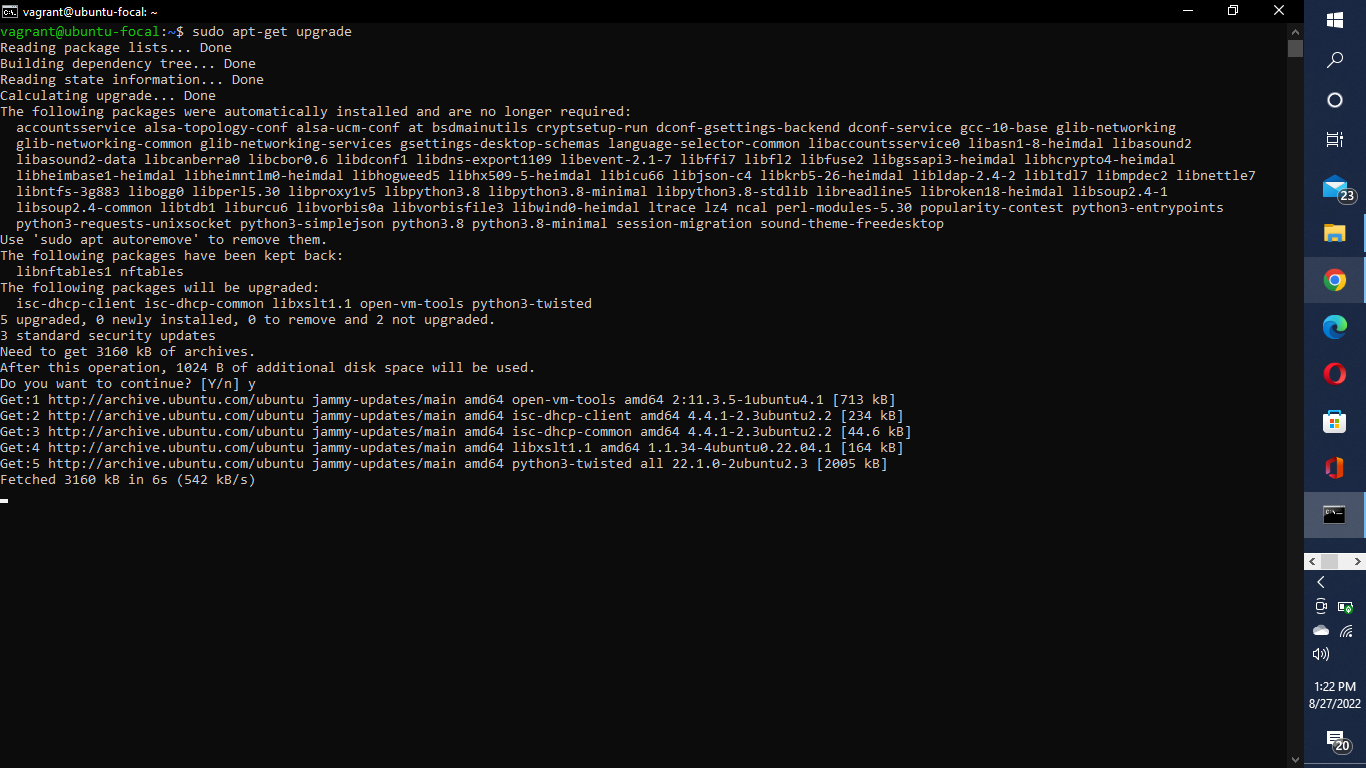 vagrant@ubuntu-focal: ~
vagrant@ubuntu-focal:~$ sudo apt-get upgrade
Reading package lists... Done
Building dependency tree... Done
Reading state information... Done
Calculating upgrade... Done
The following packages were automatically installed and are no longer required:
  accountsservice alsa-topology-conf alsa-ucm-conf at bsdmainutils cryptsetup-run dconf-gsettings-backend dconf-service gcc-10-base glib-networking
  glib-networking-common glib-networking-services gsettings-desktop-schemas language-selector-common libaccountsservice0 libasn1-8-heimdal libasound2
  libasound2-data libcanberra0 libcbor0.6 libdconf1 libdns-export1109 libevent-2.1-7 libffi7 libfl2 libfuse2 libgssapi3-heimdal libhcrypto4-heimdal
  libheimbase1-heimdal libheimntlm0-heimdal libhogweed5 libhx509-5-heimdal libicu66 libjson-c4 libkrb5-26-heimdal libldap-2.4-2 libltdl7 libmpdec2 libnettle7
  libntfs-3g883 libogg0 libperl5.30 libproxy1v5 libpython3.8 libpython3.8-minimal libpython3.8-stdlib libreadline5 libroken18-heimdal libsoup2.4-1
  libsoup2.4-common libtdb1 liburcu6 libvorbis0a libvorbisfile3 libwind0-heimdal ltrace lz4 ncal perl-modules-5.30 popularity-contest python3-entrypoints
  python3-requests-unixsocket python3-simplejson python3.8 python3.8-minimal session-migration sound-theme-freedesktop
Use 'sudo apt autoremove' to remove them.
The following packages have been kept back:
  libnftables1 nftables
The following packages will be upgraded:
  isc-dhcp-client isc-dhcp-common libxslt1.1 open-vm-tools python3-twisted
5 upgraded, 0 newly installed, 0 to remove and 2 not upgraded.
3 standard security updates
Need to get 3160 kB of archives.
After this operation, 1024 B of additional disk space will be used.
Do you want to continue? [Y/n] y
Get:1 http://archive.ubuntu.com/ubuntu jammy-updates/main amd64 open-vm-tools amd64 2:11.3.5-1ubuntu4.1 [713 kB]
Get:2 http://archive.ubuntu.com/ubuntu jammy-updates/main amd64 isc-dhcp-client amd64 4.4.1-2.3ubuntu2.2 [234 kB]
Get:3 http://archive.ubuntu.com/ubuntu jammy-updates/main amd64 isc-dhcp-common amd64 4.4.1-2.3ubuntu2.2 [44.6 kB]
Get:4 http://archive.ubuntu.com/ubuntu jammy-updates/main amd64 libxslt1.1 amd64 1.1.34-4ubuntu0.22.04.1 [164 kB]
Get:5 http://archive.ubuntu.com/ubuntu jammy-updates/main amd64 python3-twisted all 22.1.0-2ubuntu2.3 [2005 kB]
Fetched 3160 kB in 6s (542 kB/s)
23
1:22 PM
8/27/2022
20